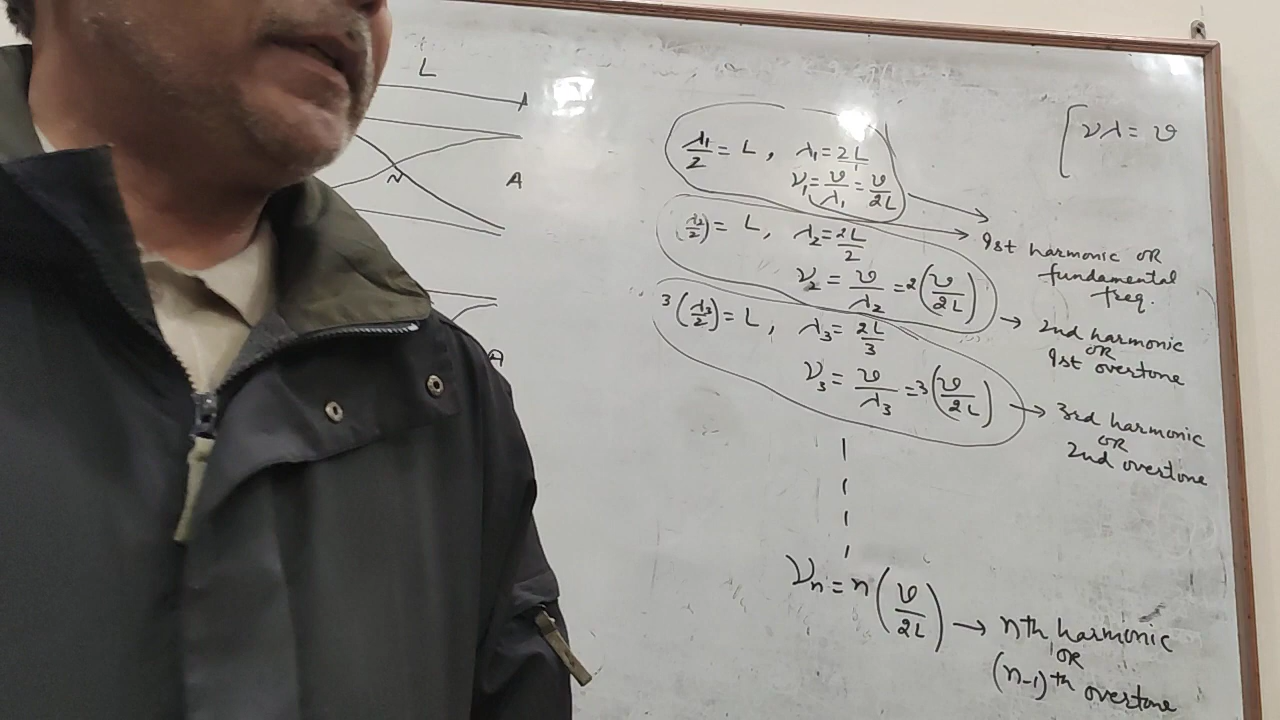 L
A
N
A
A
νλ = v
λ₁/2 = L, λ₁ = 2L/1
ν₁ = v/λ₁ = v/2L
1st harmonic OR
fundamental
freq.
(λ₂/2) = L, λ₂ = 2L/2
ν₂ = v/λ₂ = 2(v/2L)
2nd harmonic
OR
1st overtone
3(λ₃/2) = L, λ₃ = 2L/3
ν₃ = v/λ₃ = 3(v/2L)
3rd harmonic
OR
2nd overtone
νₙ = n(v/2L) → nth harmonic
OR
(n-1)ᵗʰ overtone